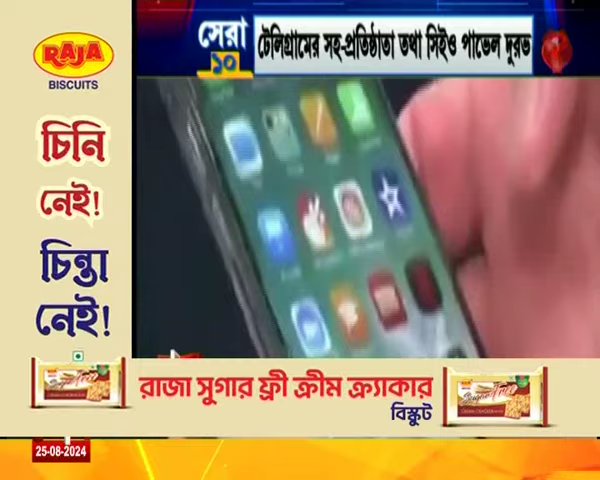 RAJA
BISCUITS
চিনি
নেই!
চিন্তা
নেই!
সেরা
১০
টেলিগ্রামের সহ-প্রতিষ্ঠাতা তথা সিইও পাভেল দুরভ
রাজা সুগার ফ্রী ক্রীম ক্র্যাকার
বিস্কুট
25-08-2024